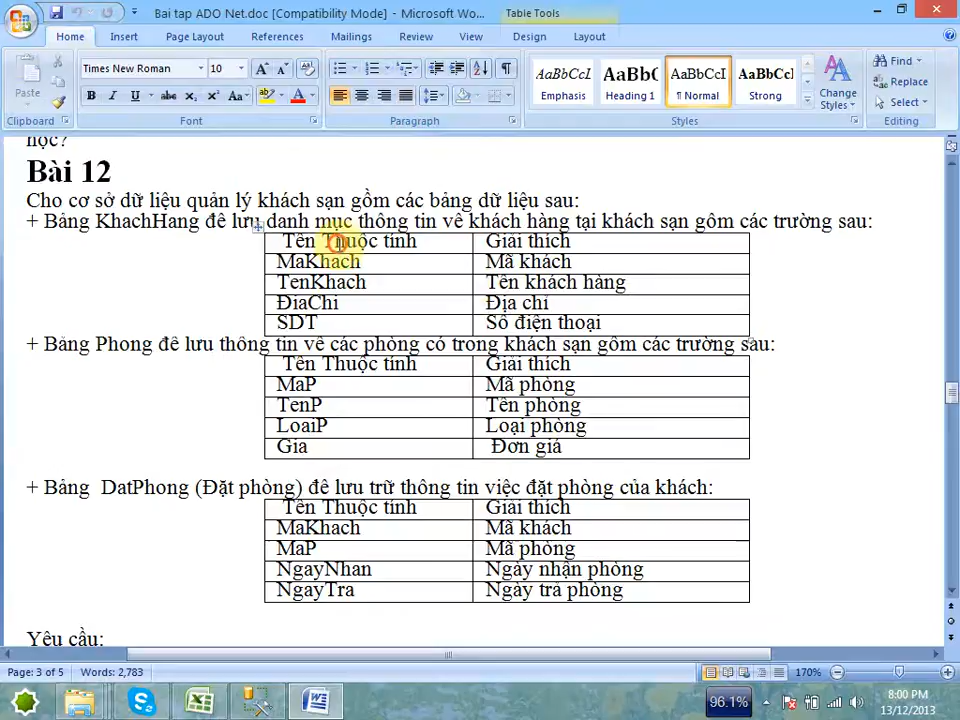 Bai tap ADO Net.doc [Compatibility Mode] - Microsoft Wo...
Table Tools
Home
Insert
Page Layout
References
Mailings
Review
View
Design
Layout
Paste
Clipboard
Times New Roman
10
Font
Paragraph
AaBbCcI
Emphasis
AaBb(
Heading 1
AaBbCcI
¶ Normal
AaBbCc
Strong
Change
Styles
Styles
Find
Replace
Select
Editing
học?
Bài 12
Cho cơ sở dữ liệu quản lý khách sạn gồm các bảng dữ liệu sau:
+ Bảng KhachHang để lưu danh mục thông tin về khách hàng tại khách sạn gồm các trường sau:
Tên Thuộc tính Giải thích
MaKhach Mã khách
TenKhach Tên khách hàng
ĐiaChi Địa chỉ
SDT Số điện thoại
+ Bảng Phong để lưu thông tin về các phòng có trong khách sạn gồm các trường sau:
Tên Thuộc tính Giải thích
MaP Mã phòng
TenP Tên phòng
LoaiP Loại phòng
Gia Đơn giá
+ Bảng DatPhong (Đặt phòng) để lưu trữ thông tin việc đặt phòng của khách:
Tên Thuộc tính Giải thích
MaKhach Mã khách
MaP Mã phòng
NgayNhan Ngày nhận phòng
NgayTra Ngày trả phòng
Yêu cầu:
Page: 3 of 5
Words: 2,783
170%
96.1%
8:00 PM
13/12/2013